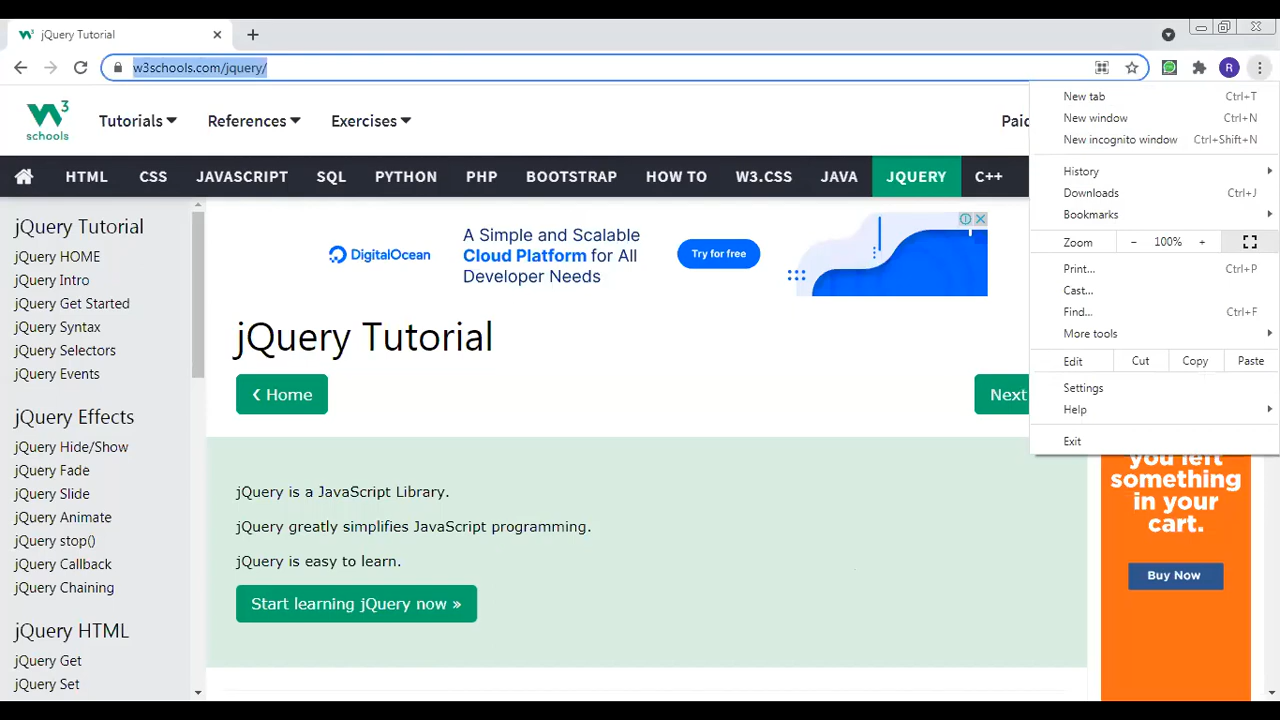 jQuery Tutorial
w3schools.com/jquery/
R
W3
schools
Tutorials
References
Exercises
Paid
HTML CSS JAVASCRIPT SQL PYTHON PHP BOOTSTRAP HOW TO W3.CSS JAVA JQUERY C++
jQuery Tutorial
jQuery HOME
jQuery Intro
jQuery Get Started
jQuery Syntax
jQuery Selectors
jQuery Events
jQuery Effects
jQuery Hide/Show
jQuery Fade
jQuery Slide
jQuery Animate
jQuery stop()
jQuery Callback
jQuery Chaining
jQuery HTML
jQuery Get
jQuery Set
DigitalOcean
A Simple and Scalable
Cloud Platform for All
Developer Needs
Try for free
jQuery Tutorial
❮ Home
Next
jQuery is a JavaScript Library.
jQuery greatly simplifies JavaScript programming.
jQuery is easy to learn.
Start learning jQuery now »
New tab Ctrl+T
New window Ctrl+N
New incognito window Ctrl+Shift+N
History
Downloads Ctrl+J
Bookmarks
Zoom − 100% +
Print... Ctrl+P
Cast...
Find... Ctrl+F
More tools
Edit Cut Copy Paste
Settings
Help
Exit
you left
something
in your
cart.
Buy Now